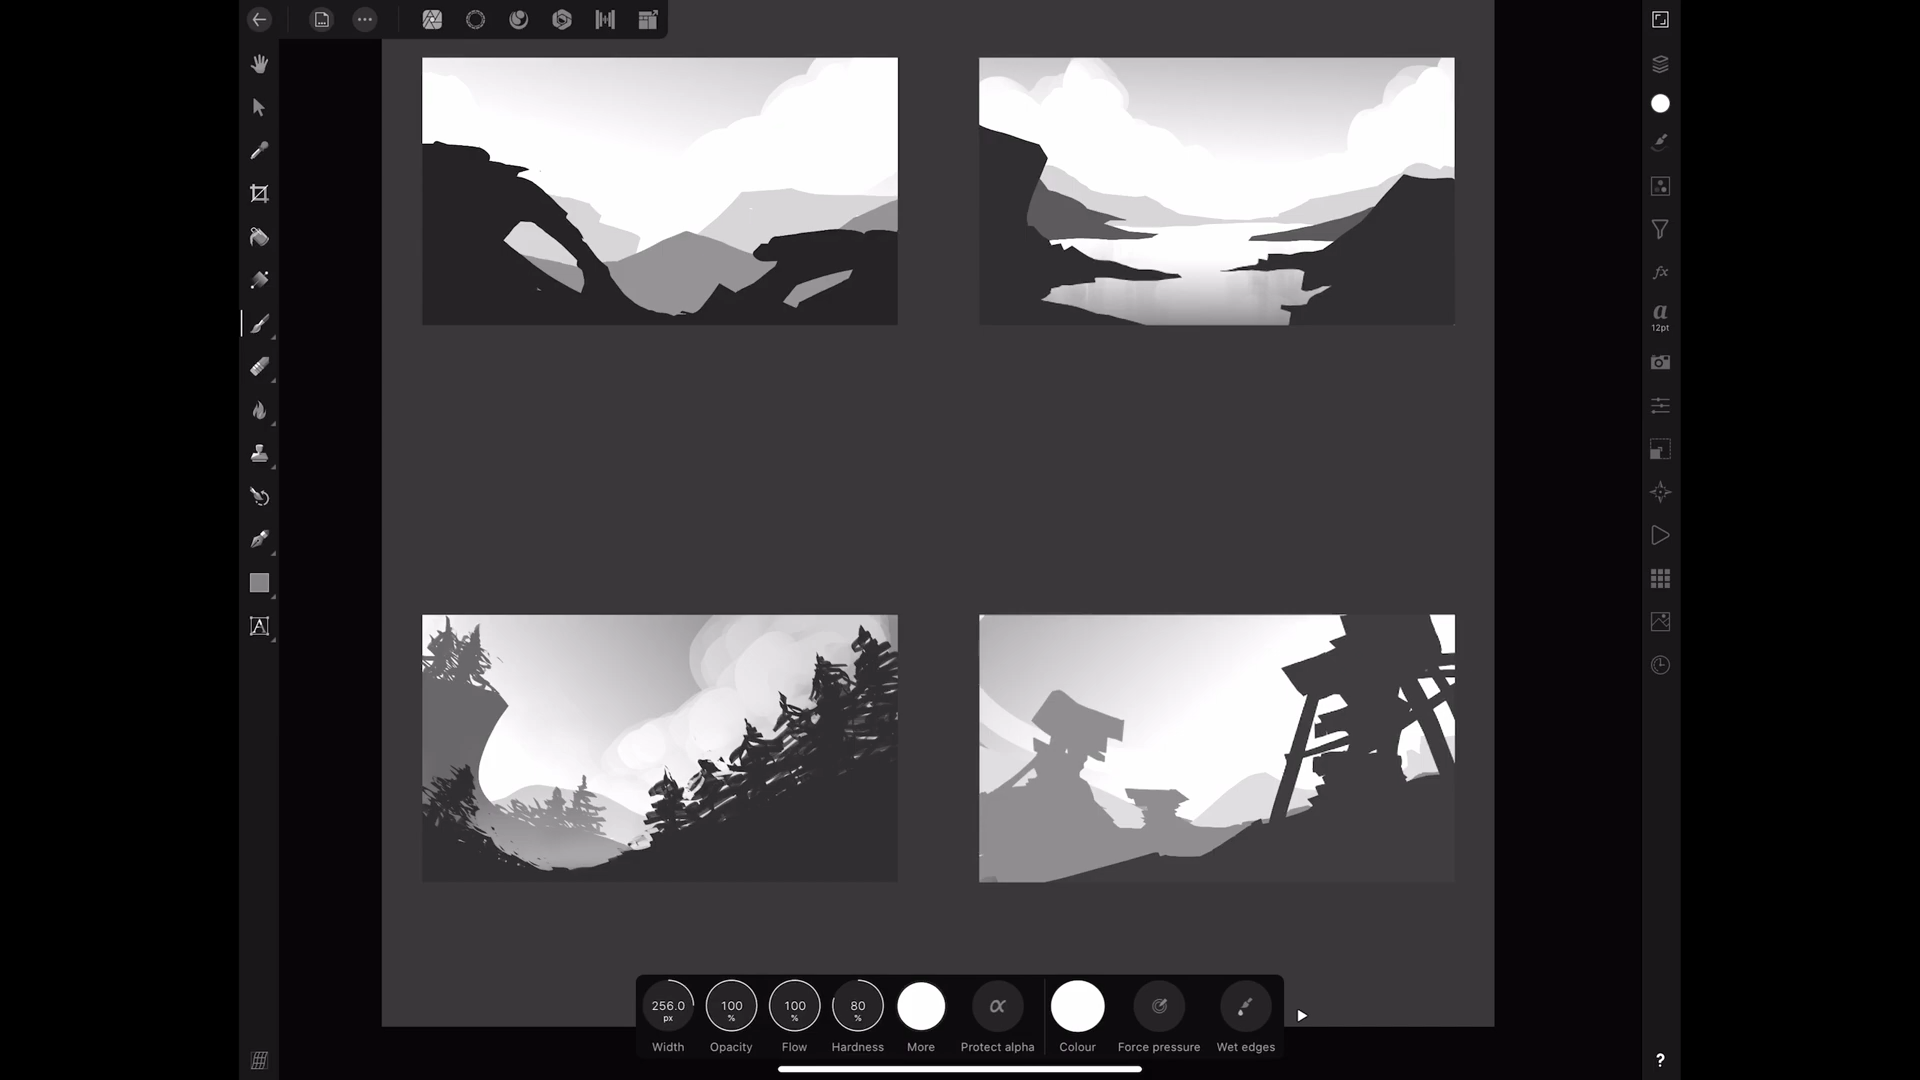 fx
a
12pt
A
256.0
px
100
%
100
%
80
%
α
Width
Opacity
Flow
Hardness
More
Protect alpha
Colour
Force pressure
Wet edges
?